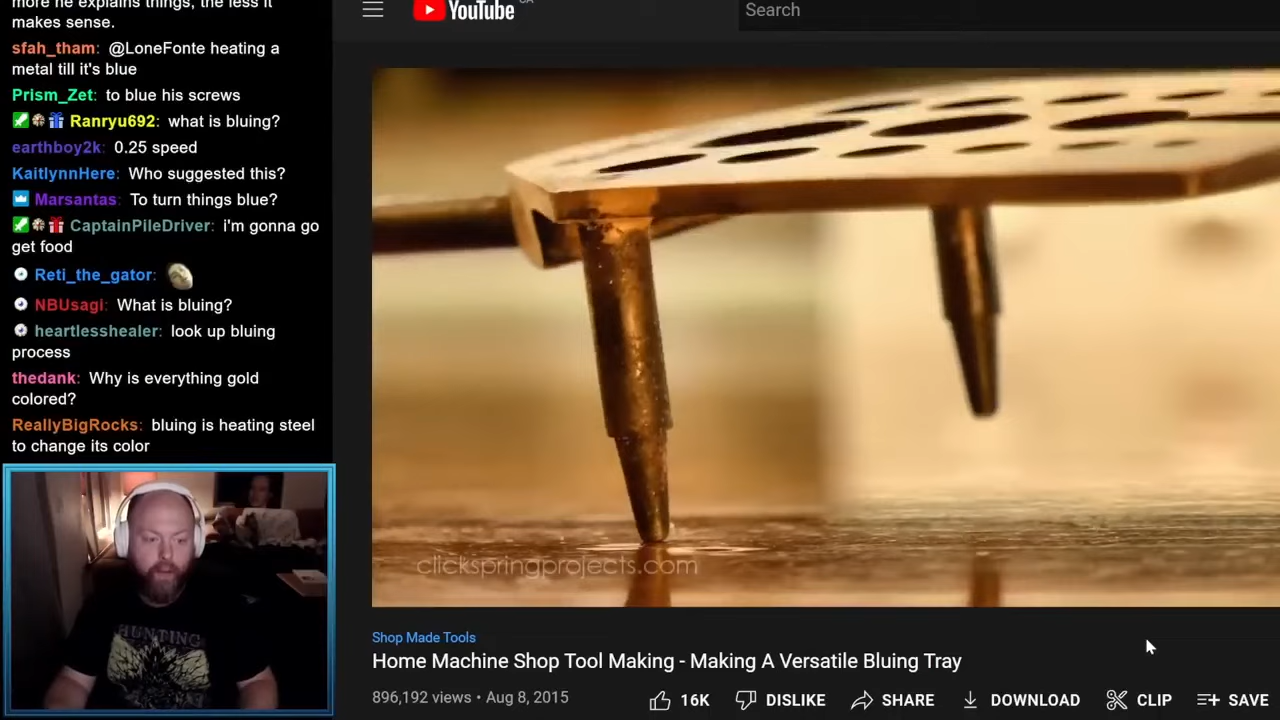 more he explains things, the less it
makes sense.
sfah_tham: @LoneFonte heating a
metal till it's blue
Prism_Zet: to blue his screws
Ranryu692: what is bluing?
earthboy2k: 0.25 speed
KaitlynnHere: Who suggested this?
Marsantas: To turn things blue?
CaptainPileDriver: i'm gonna go
get food
Reti_the_gator:
NBUsagi: What is bluing?
heartlesshealer: look up bluing
process
thedank: Why is everything gold
colored?
ReallyBigRocks: bluing is heating steel
to change its color
HUNTING
YouTube
Search
clickspringprojects.com
Shop Made Tools
Home Machine Shop Tool Making - Making A Versatile Bluing Tray
896,192 views • Aug 8, 2015
16K DISLIKE SHARE DOWNLOAD CLIP SAVE